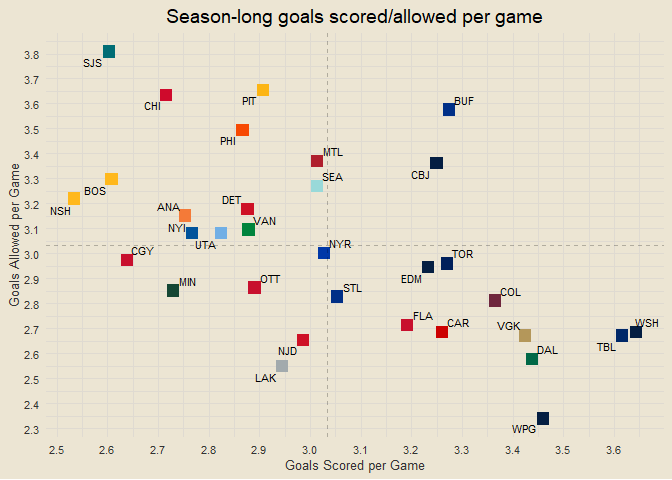 Season-long goals scored/allowed per game
Goals Allowed per Game
3.8
3.7
3.6
3.5
3.4
3.3
3.2
3.1
3.0
2.9
2.8
2.7
2.6
2.5
2.4
2.3
SJS
CHI
PIT
BUF
PHI
MTL
CBJ
SEA
BOS
NSH
ANA
DET
NYI
VAN
UTA
NYR
CGY
TOR
EDM
MIN
OTT
STL
COL
FLA
CAR
VGK
WSH
TBL
NJD
DAL
LAK
WPG
2.5 2.6 2.7 2.8 2.9 3.0 3.1 3.2 3.3 3.4 3.5 3.6
Goals Scored per Game